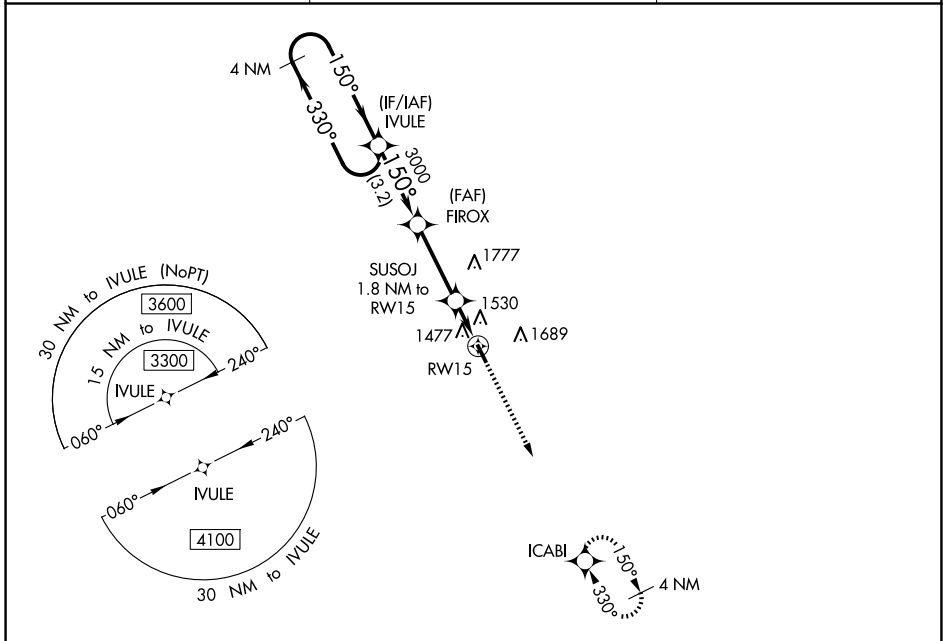 4 NM
150°
330°
(IF/IAF)
IVULE
3000
150°
(3.2)
(FAF)
FIROX
1777
SUSOJ
1.8 NM to
RW15
1530
1477
1689
RW15
30 NM to IVULE (NoPT)
3600
15 NM to IVULE
3300
IVULE
060°
240°
240°
060°
IVULE
4100
30 NM to IVULE
ICABI
150°
330°
4 NM